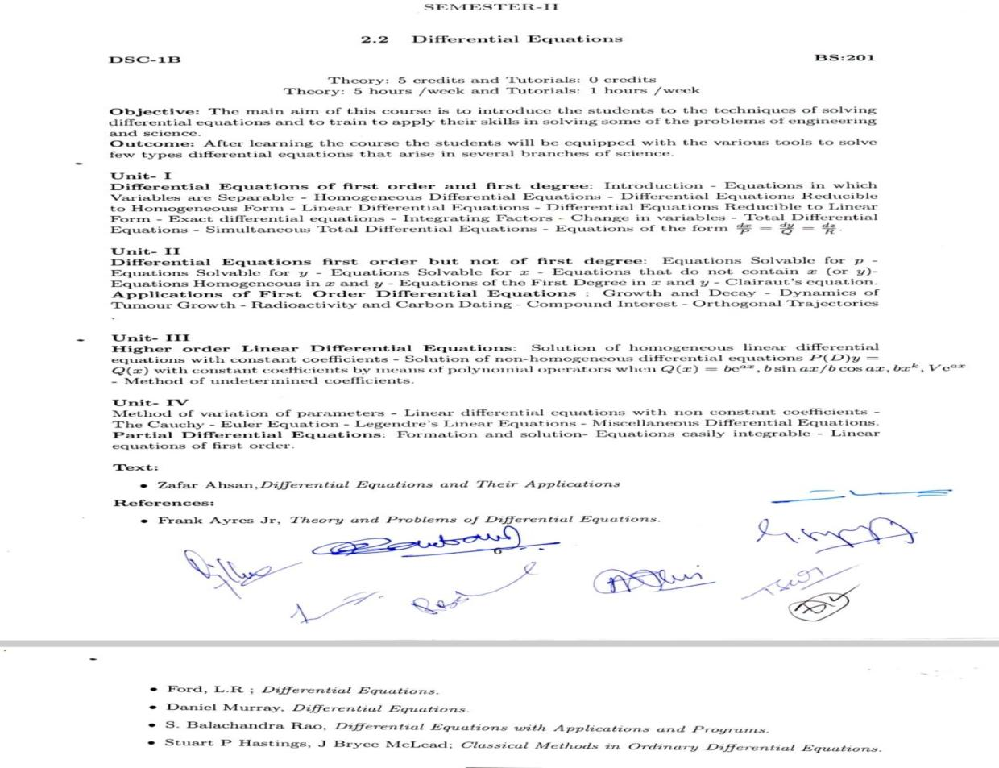 SEMESTER-II
2.2 Differential Equations
DSC-1B BS:201
Theory: 5 credits and Tutorials: 0 credits
Theory: 5 hours /week and Tutorials: 1 hours /week
Objective: The main aim of this course is to introduce the students to the techniques of solving
differential equations and to train to apply their skills in solving some of the problems of engineering
and science.
Outcome: After learning the course the students will be equipped with the various tools to solve
few types differential equations that arise in several branches of science.
Unit- I
Differential Equations of first order and first degree: Introduction - Equations in which
Variables are Separable - Homogeneous Differential Equations - Differential Equations Reducible
to Homogeneous Form - Linear Differential Equations - Differential Equations Reducible to Linear
Form - Exact differential equations - Integrating Factors - Change in variables - Total Differential
Equations - Simultaneous Total Differential Equations - Equations of the form dx/P = dy/Q = dz/R.
Unit- II
Differential Equations first order but not of first degree: Equations Solvable for p -
Equations Solvable for y - Equations Solvable for x - Equations that do not contain x (or y)-
Equations Homogeneous in x and y - Equations of the First Degree in x and y - Clairaut's equation.
Applications of First Order Differential Equations : Growth and Decay - Dynamics of
Tumour Growth - Radioactivity and Carbon Dating - Compound Interest - Orthogonal Trajectories
.
Unit- III
Higher order Linear Differential Equations: Solution of homogeneous linear differential
equations with constant coefficients - Solution of non-homogeneous differential equations P(D)y =
Q(x) with constant coefficients by means of polynomial operators when Q(x) = be^{ax}, b sin ax/b cos ax, bx^k, Ve^{ax}
- Method of undetermined coefficients.
Unit- IV
Method of variation of parameters - Linear differential equations with non constant coefficients -
The Cauchy - Euler Equation - Legendre's Linear Equations - Miscellaneous Differential Equations.
Partial Differential Equations: Formation and solution- Equations easily integrable - Linear
equations of first order.
Text:
• Zafar Ahsan,Differential Equations and Their Applications
References:
• Frank Ayres Jr, Theory and Problems of Differential Equations.
• Ford, L.R ; Differential Equations.
• Daniel Murray, Differential Equations.
• S. Balachandra Rao, Differential Equations with Applications and Programs.
• Stuart P Hastings, J Bryce McLead; Classical Methods in Ordinary Differential Equations.